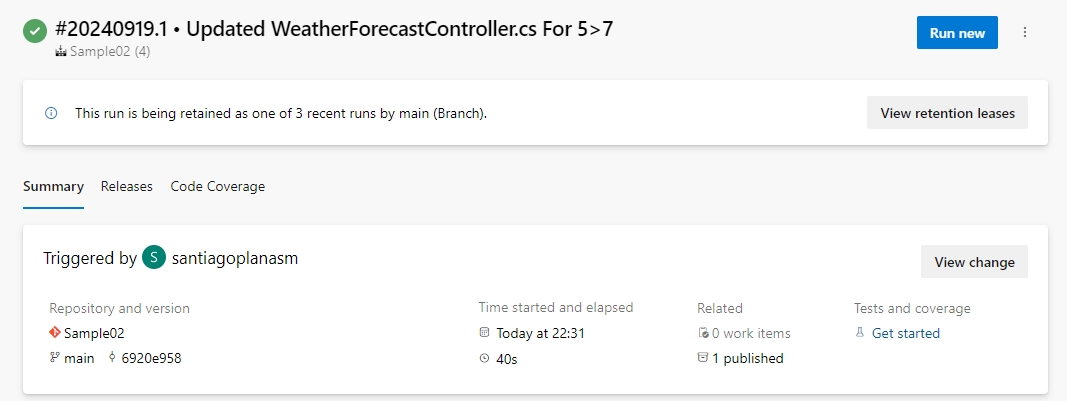 #20240919.1 • Updated WeatherForecastController.cs For 5>7
Run new
Sample02 (4)
This run is being retained as one of 3 recent runs by main (Branch).
View retention leases
Summary Releases Code Coverage
Triggered by S santiagoplanasm
View change
Repository and version
Sample02
main 6920e958
Time started and elapsed
Today at 22:31
40s
Related
0 work items
1 published
Tests and coverage
Get started